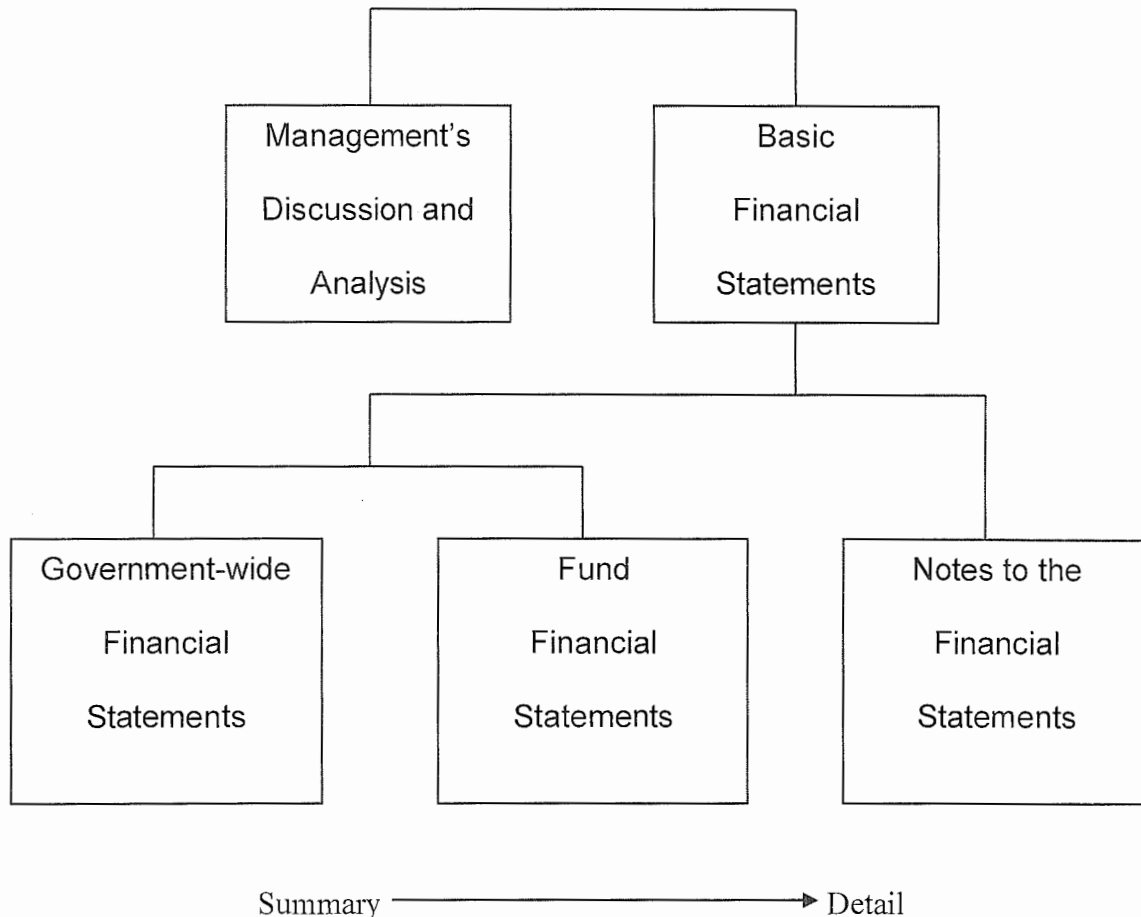 Management's
Discussion and
Analysis
Basic
Financial
Statements
Government-wide
Financial
Statements
Fund
Financial
Statements
Notes to the
Financial
Statements
Summary
Detail